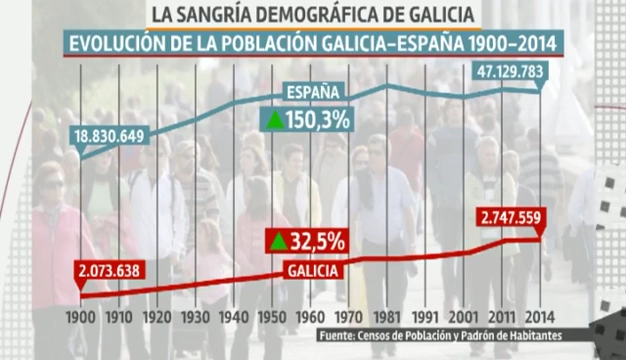 LA SANGRÍA DEMOGRÁFICA DE GALICIA
EVOLUCIÓN DE LA POBLACIÓN GALICIA-ESPAÑA 1900-2014
47.129.783
ESPAÑA
150,3%
18.830.649
2.747.559
32,5%
2.073.638
GALICIA
1900 1910 1920 1930 1940 1950 1960 1970 1981 1991 2001 2011 2014
Fuente: Censos de Población y Padrón de Habitantes